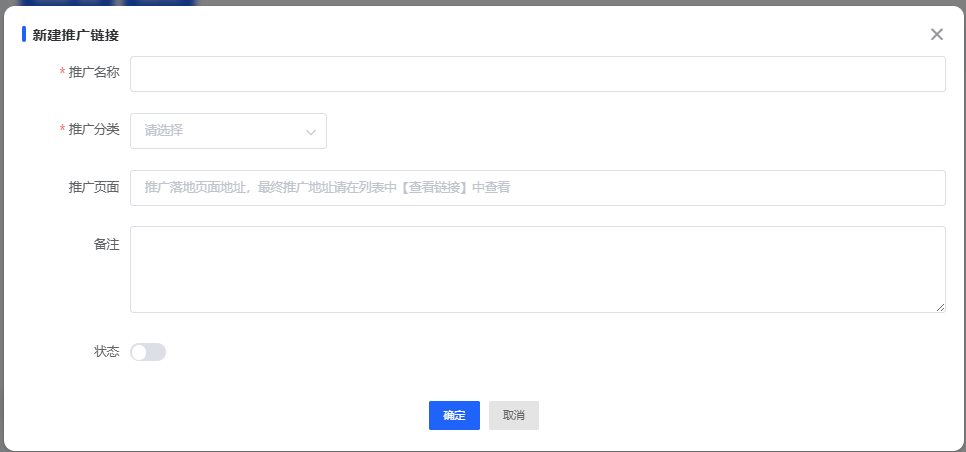 新建推广链接
* 推广名称
* 推广分类
请选择
推广页面
推广落地页面地址，最终推广地址请在列表中【查看链接】中查看
备注
状态
确定
取消